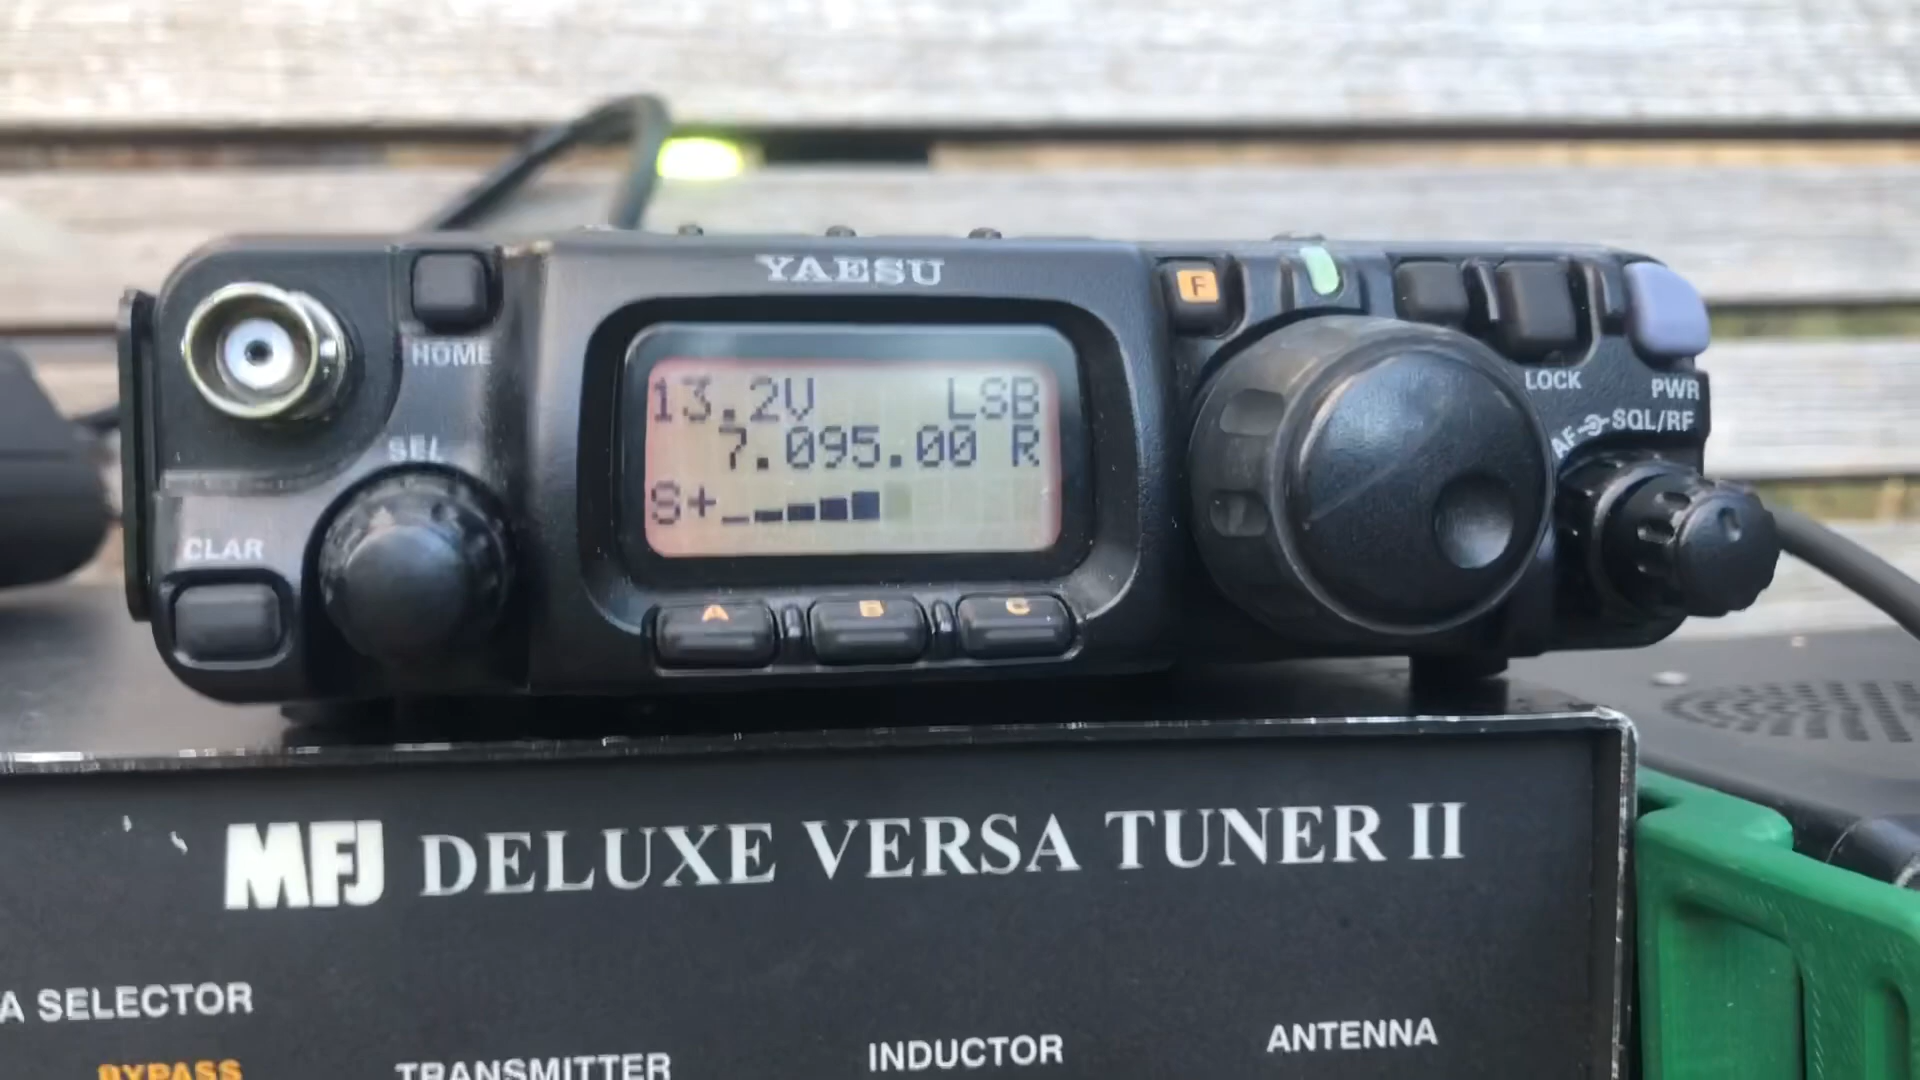 YAESU
F
HOME
13.2V LSB
7.095.00 R
S+
LOCK
PWR
AF SQL/RF
SEL
CLAR
A B C
MFJ DELUXE VERSA TUNER II
A SELECTOR
BYPASS
TRANSMITTER
INDUCTOR
ANTENNA